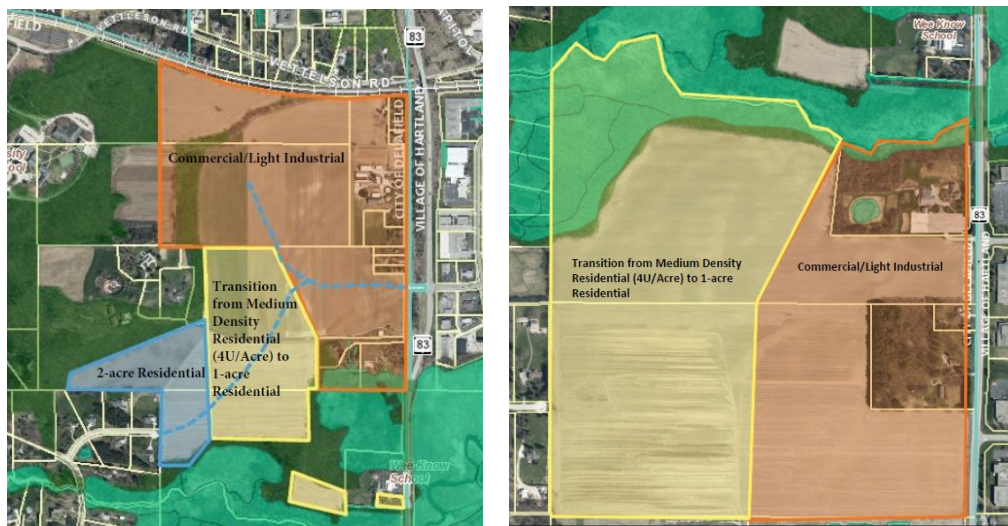 FIELD
VETTELSON RD
VETTELSON RD
CAPITOL
83
CITY OF DELAFIELD
VILLAGE OF HARTLAND
Commercial/Light Industrial
Transition
from Medium
Density
Residential
(4U/Acre) to
1-acre
Residential
2-acre Residential
83
Wee Know
School
Wee Know
School
83
Transition from Medium Density
Residential (4U/Acre) to 1-acre
Residential
Commercial/Light Industrial
VILLAGE OF HARTLAND